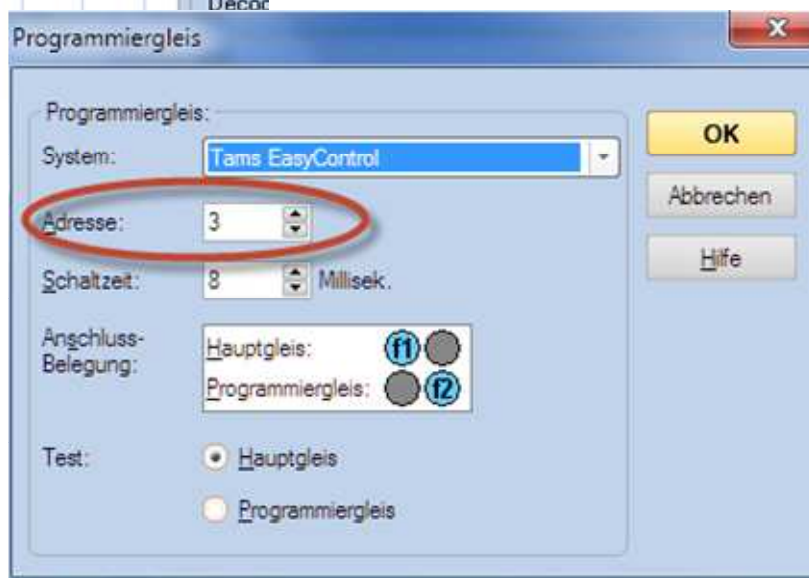 Decor
Programmiergleis
Programmiergleis:
System: Tams EasyControl
OK
Adresse: 3
Abbrechen
Schaltzeit: 8 Millisek.
Hilfe
Anschluss-
Belegung:
Hauptgleis: f1
Programmiergleis: f2
Test: Hauptgleis
Programmiergleis